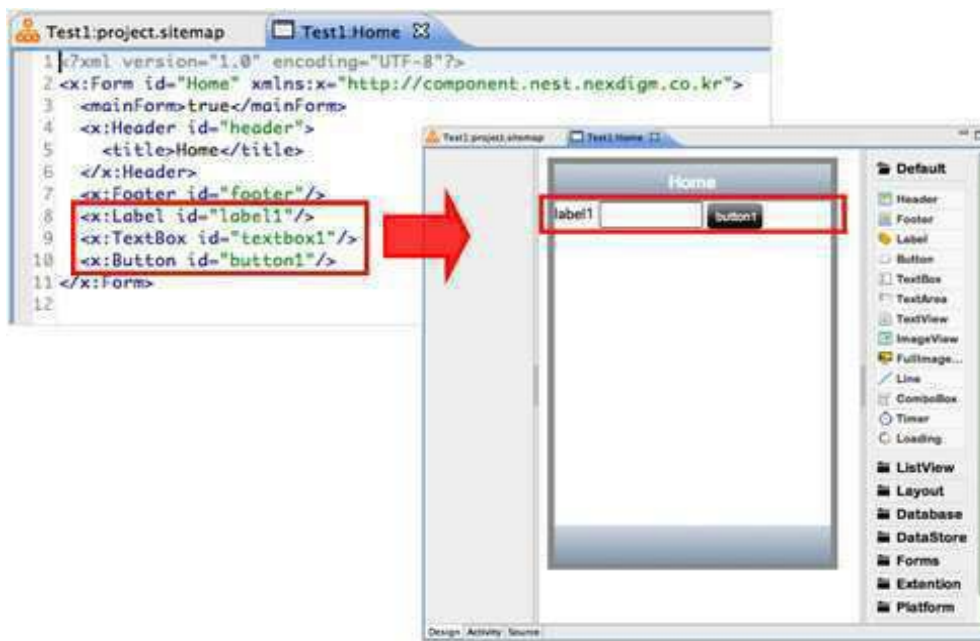 Test1:project.sitemap
Test1:Home
1 <?xml version="1.0" encoding="UTF-8"?>
2 <x:Form id="Home" xmlns:x="http://component.nest.nexdigm.co.kr">
3 <mainForm>true</mainForm>
4 <x:Header id="header">
5 <title>Home</title>
6 </x:Header>
7 <x:Footer id="footer"/>
8 <x:Label id="label1"/>
9 <x:TextBox id="textbox1"/>
10 <x:Button id="button1"/>
11 </x:Form>
12
Test1:project.sitemap
Test1:Home
Home
label1
button1
Default
Header
Footer
Label
Button
TextBox
TextArea
TextView
ImageView
FullImage...
Line
ComboBox
Timer
Loading
ListView
Layout
Database
DataStore
Forms
Extention
Platform
Design Activity Source